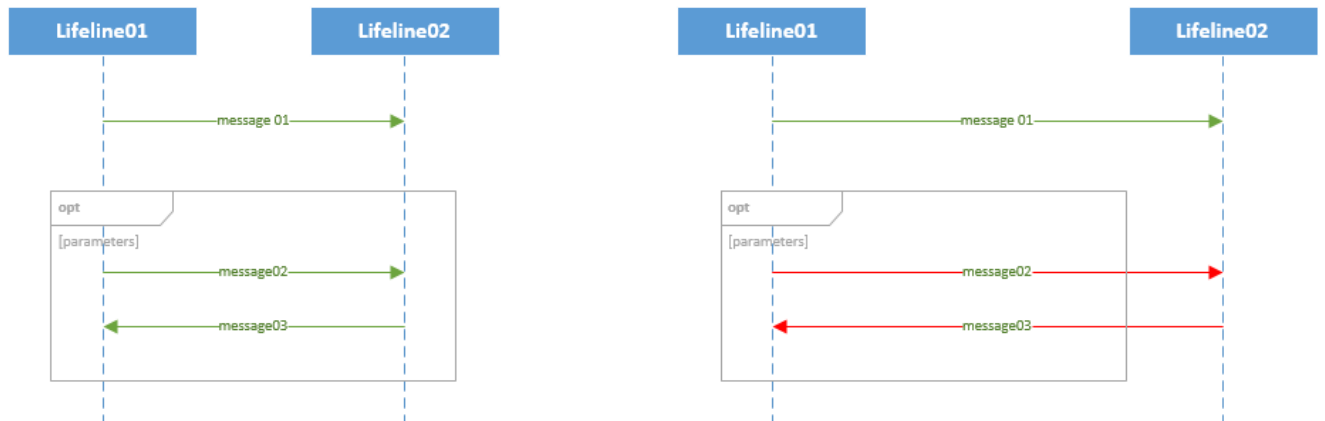 Lifeline01
Lifeline02
message 01
opt
[parameters]
message02
message03
Lifeline01
Lifeline02
message 01
opt
[parameters]
message02
message03